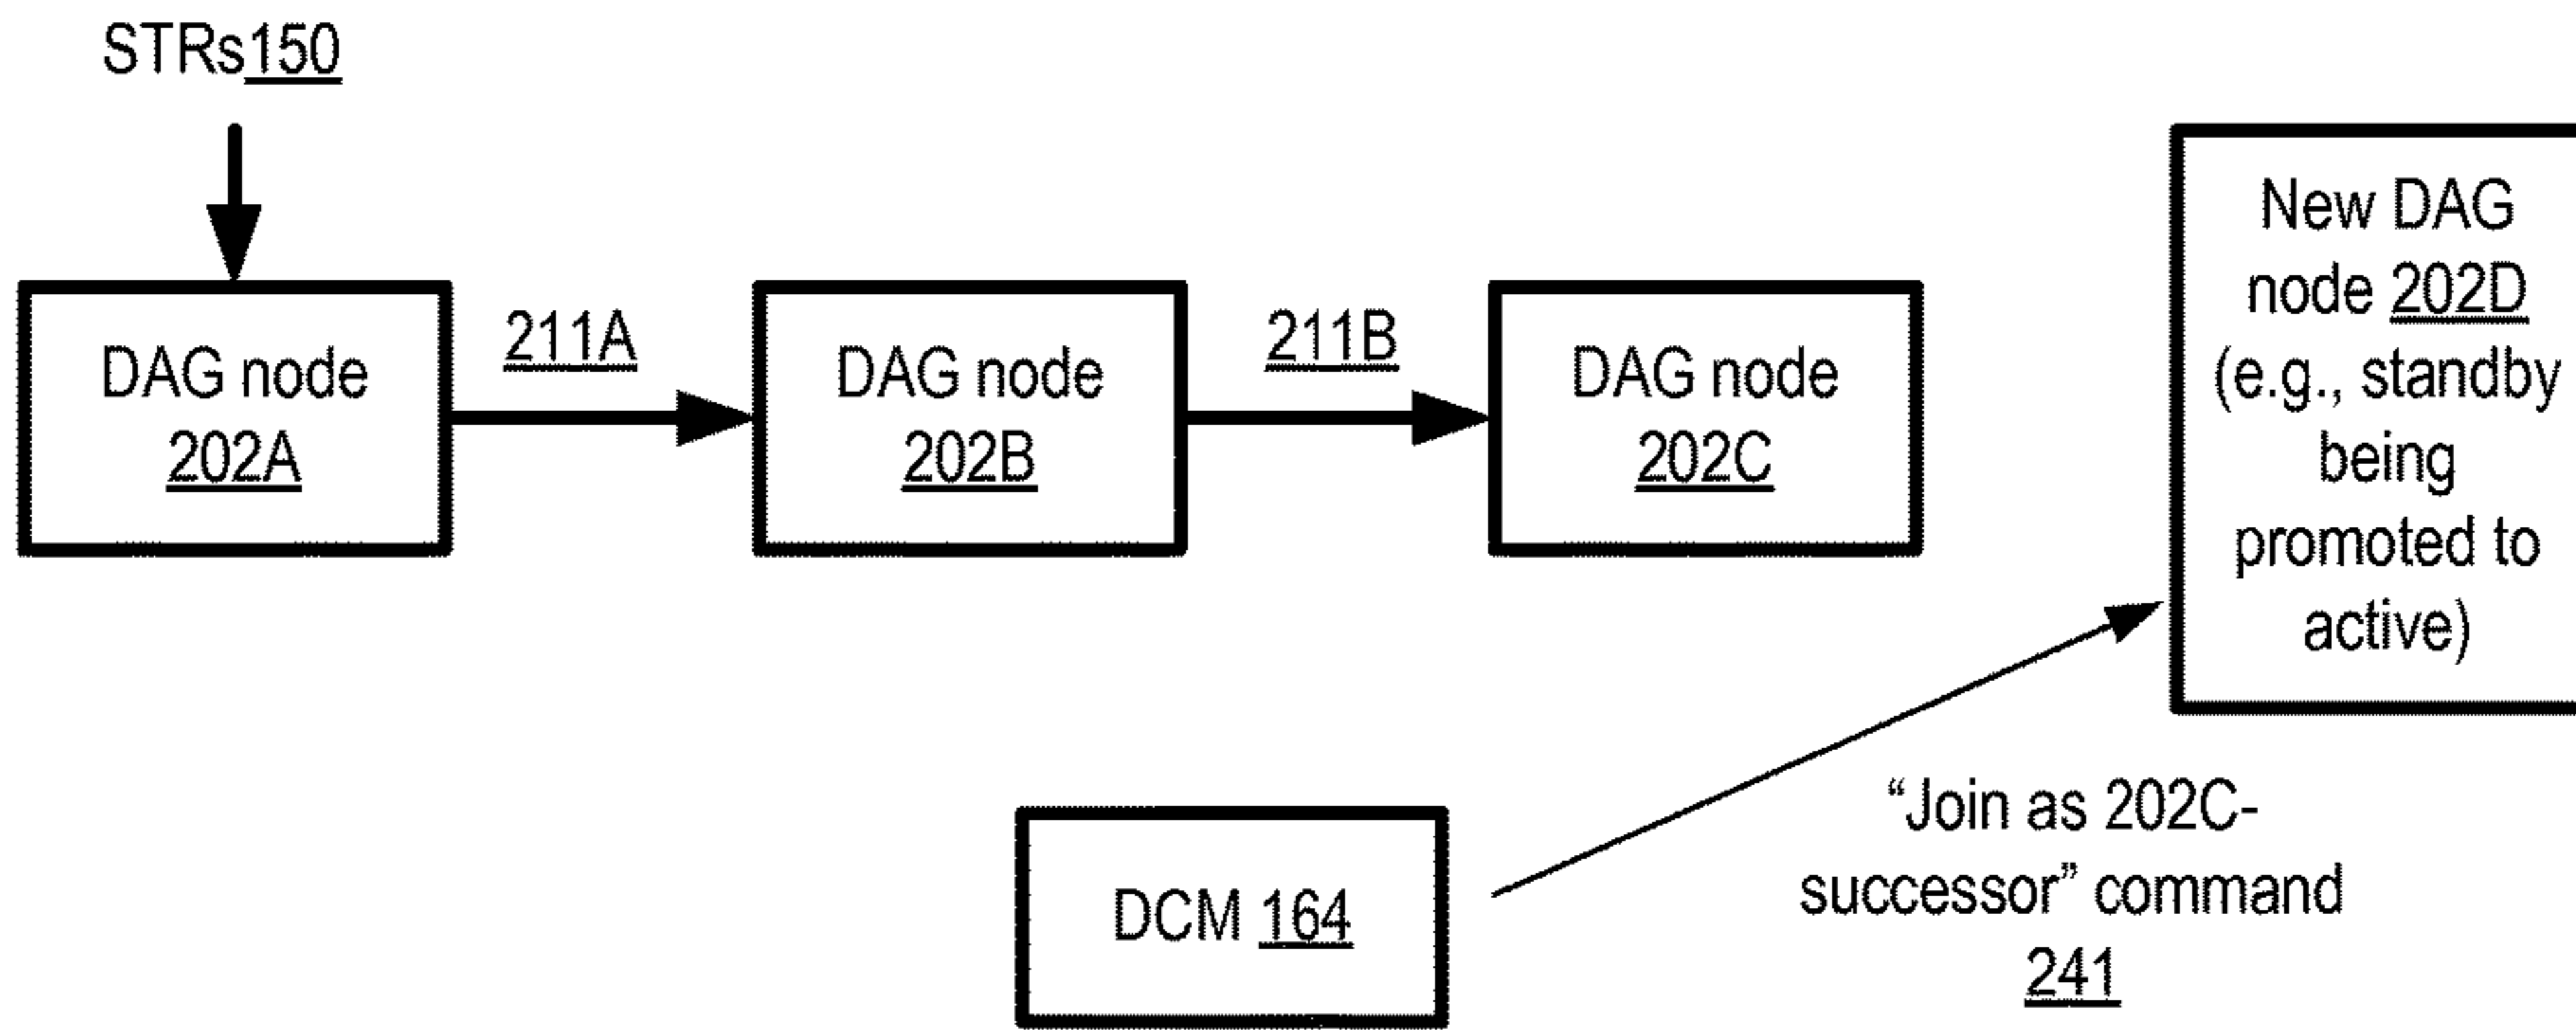 STRs150
DAG node
202A
211A
DAG node
202B
211B
DAG node
202C
New DAG
node 202D
(e.g., standby
being
promoted to
active)
DCM 164
“Join as 202C-
successor” command
241